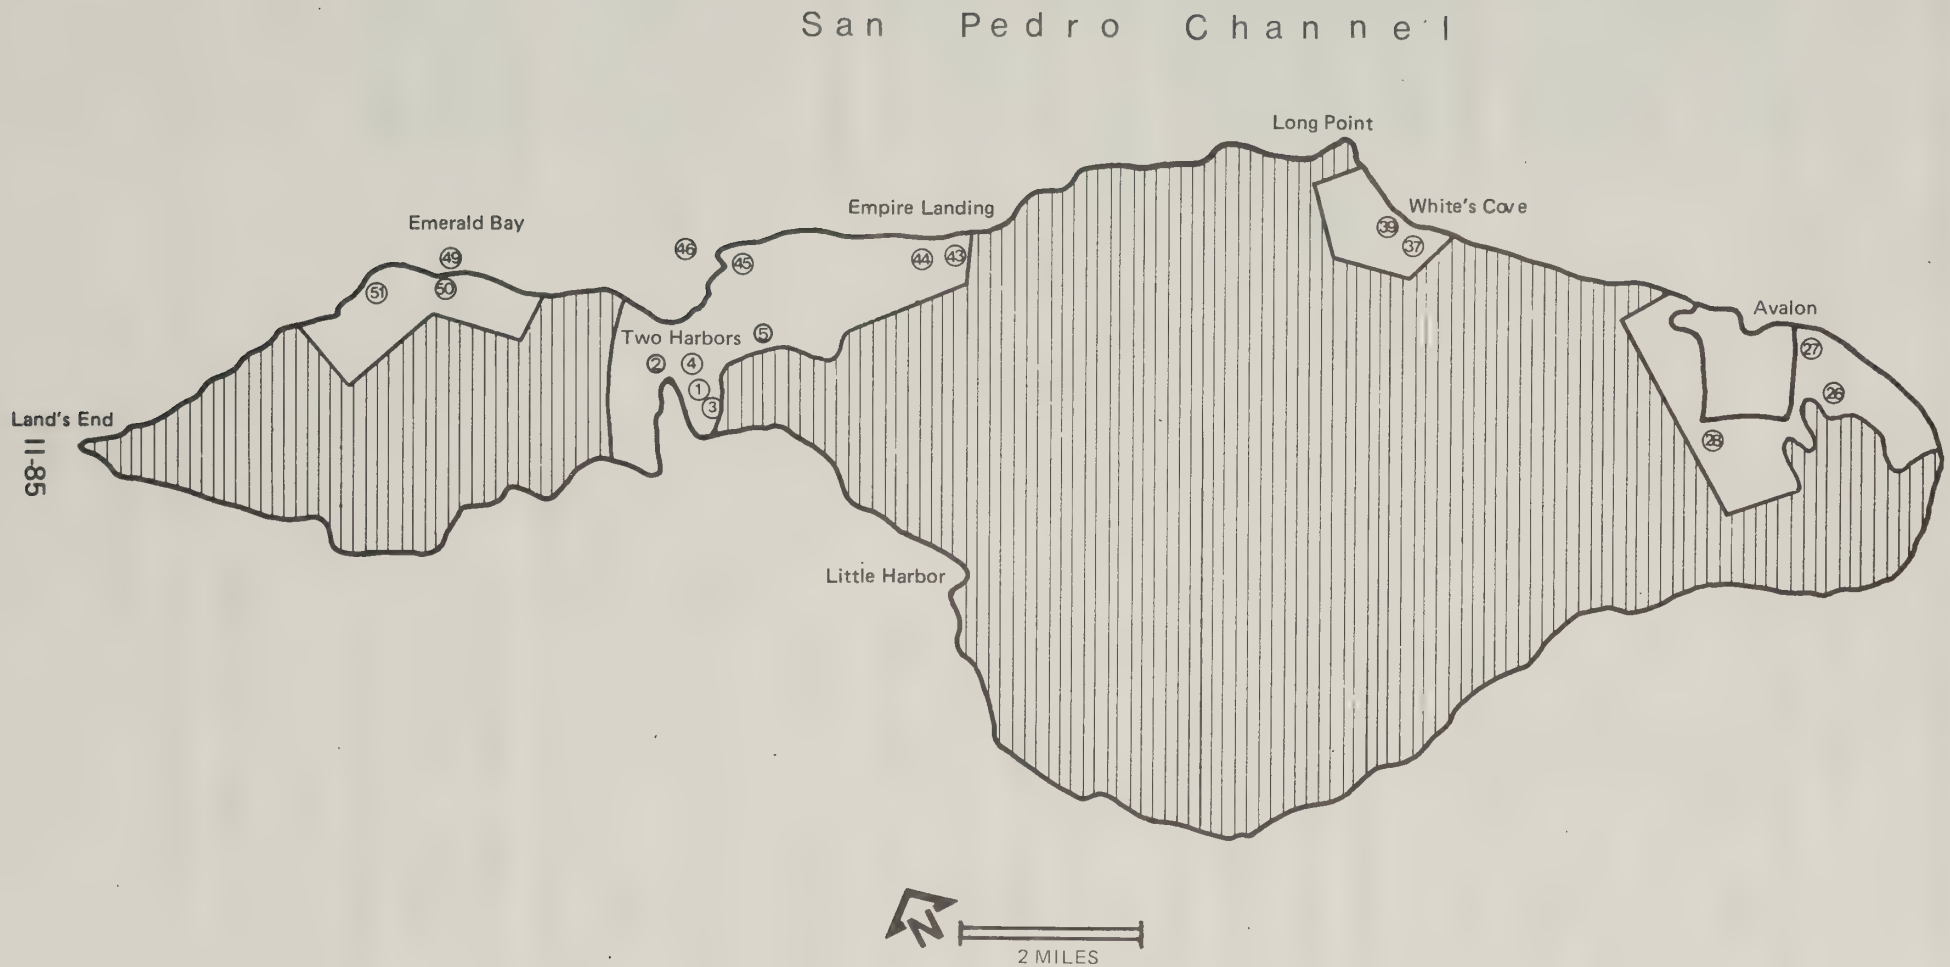 San Pedro Channel
Long Point
Empire Landing
White's Cove
Emerald Bay
46
39
49
45
44
43
37
51
50
Avalon
Two Harbors
5
27
2
4
1
26
3
Land's End
28
II-85
Little Harbor
N
2 MILES